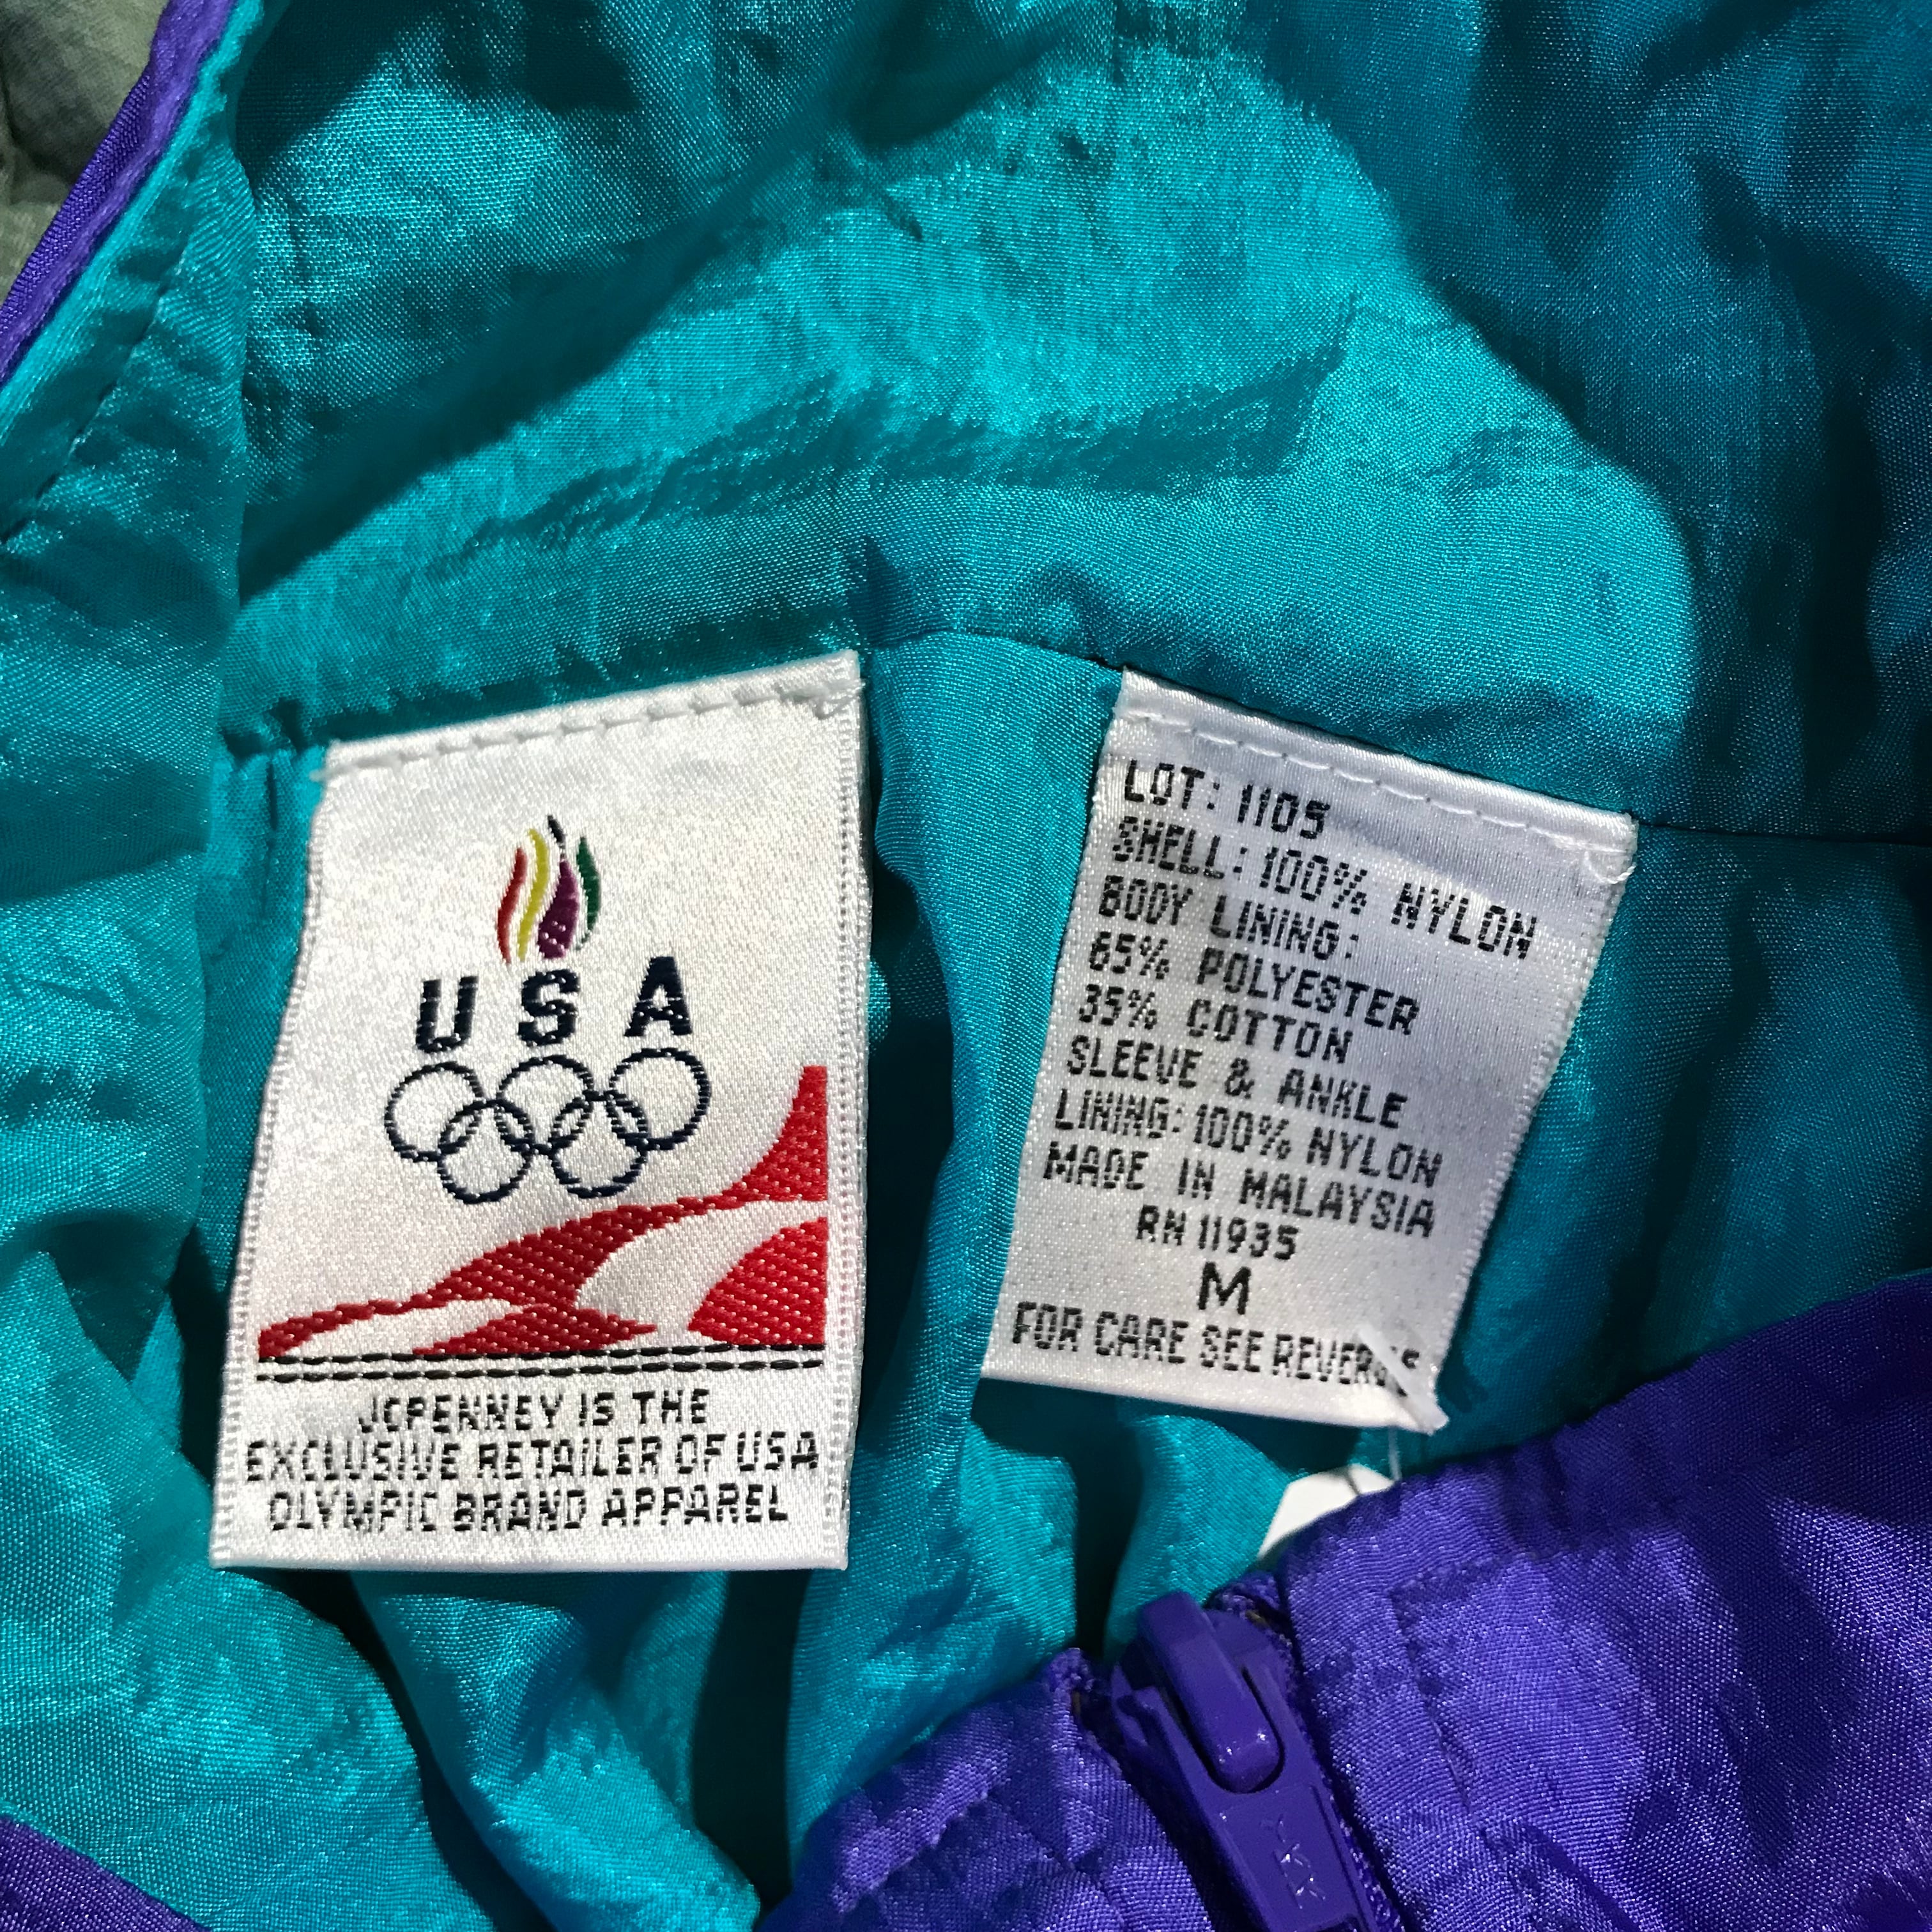 USA
JCPENNEY IS THE
EXCLUSIVE RETAILER OF USA
OLYMPIC BRAND APPAREL
LOT: 1105
SHELL: 100% NYLON
BODY LINING:
65% POLYESTER
35% COTTON
SLEEVE & ANKLE
LINING: 100% NYLON
MADE IN MALAYSIA
RN 11935
M
FOR CARE SEE REVERSE
YKK